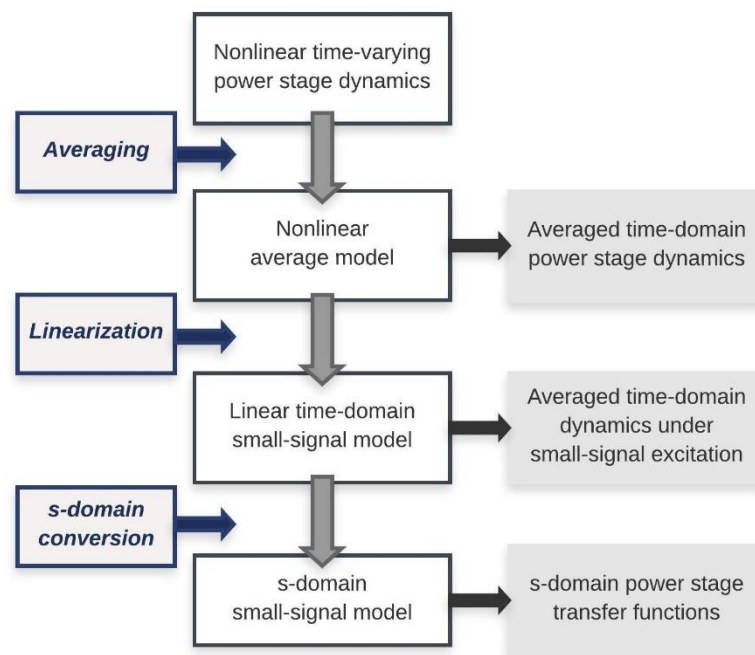 Nonlinear time-varying
power stage dynamics
Averaging
Nonlinear
average model
Averaged time-domain
power stage dynamics
Linearization
Linear time-domain
small-signal model
Averaged time-domain
dynamics under
small-signal excitation
s-domain
conversion
s-domain
small-signal model
s-domain power stage
transfer functions